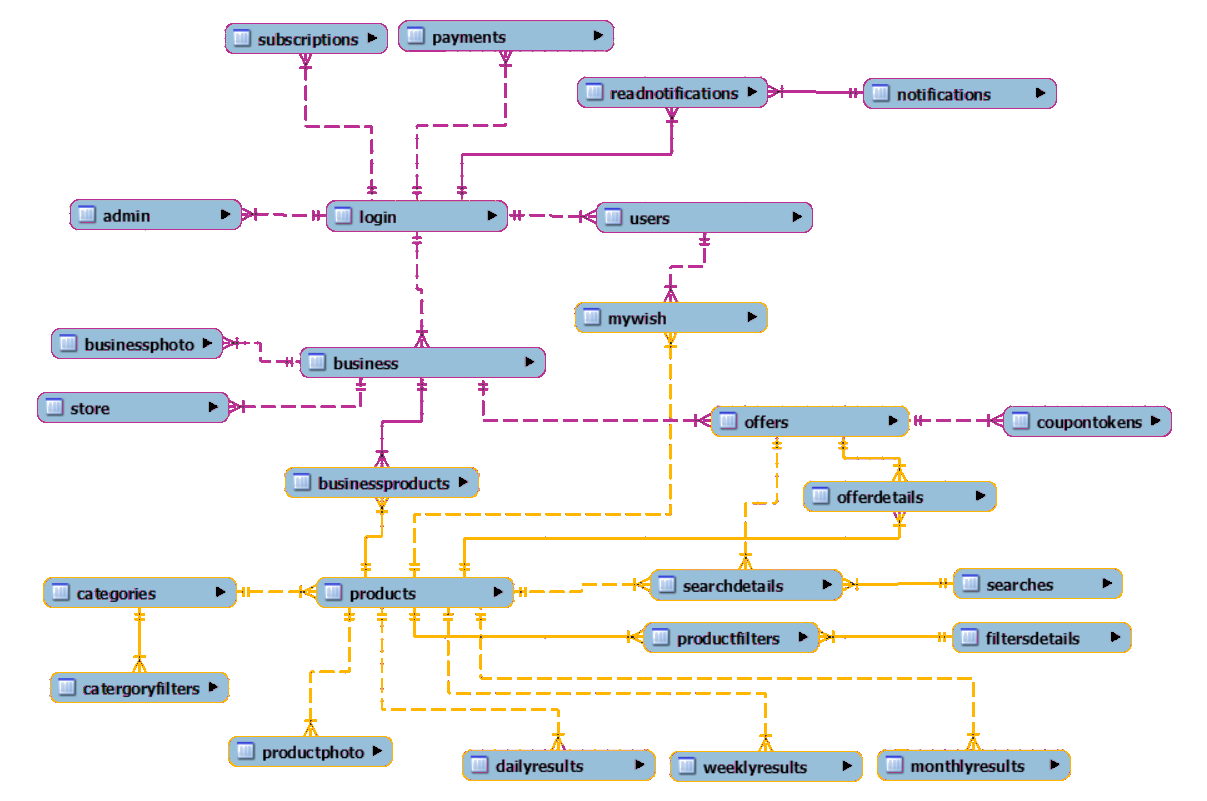 subscriptions
payments
readnotifications
notifications
admin
login
users
mywish
businessphoto
business
store
offers
coupontokens
businessproducts
offerdetails
categories
products
searchdetails
searches
productfilters
filtersdetails
catergoryfilters
productphoto
dailyresults
weeklyresults
monthlyresults